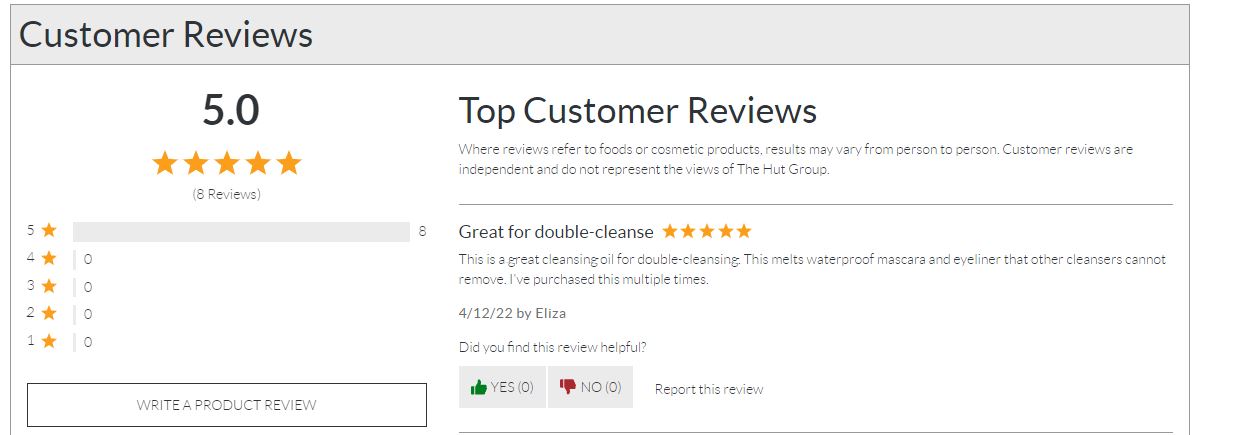 Customer Reviews
5.0
(8 Reviews)
5 8
4 0
3 0
2 0
1 0
WRITE A PRODUCT REVIEW
Top Customer Reviews
Where reviews refer to foods or cosmetic products, results may vary from person to person. Customer reviews are
independent and do not represent the views of The Hut Group.
Great for double-cleanse
This is a great cleansing oil for double-cleansing. This melts waterproof mascara and eyeliner that other cleansers cannot
remove. I've purchased this multiple times.
4/12/22 by Eliza
Did you find this review helpful?
YES (0) NO (0) Report this review